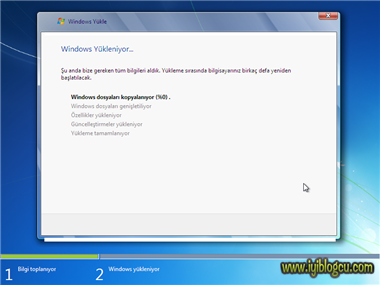 Windows Yükle
Windows Yükleniyor...
Şu anda bize gereken tüm bilgileri aldık. Yükleme sırasında bilgisayarınız birkaç defa yeniden
başlatılacak.
Windows dosyaları kopyalanıyor (%0) .
Windows dosyaları genişletiliyor
Özellikler yükleniyor
Güncelleştirmeler yükleniyor
Yükleme tamamlanıyor
1 Bilgi toplanıyor 2 Windows yükleniyor
www.iyiblogcu.com